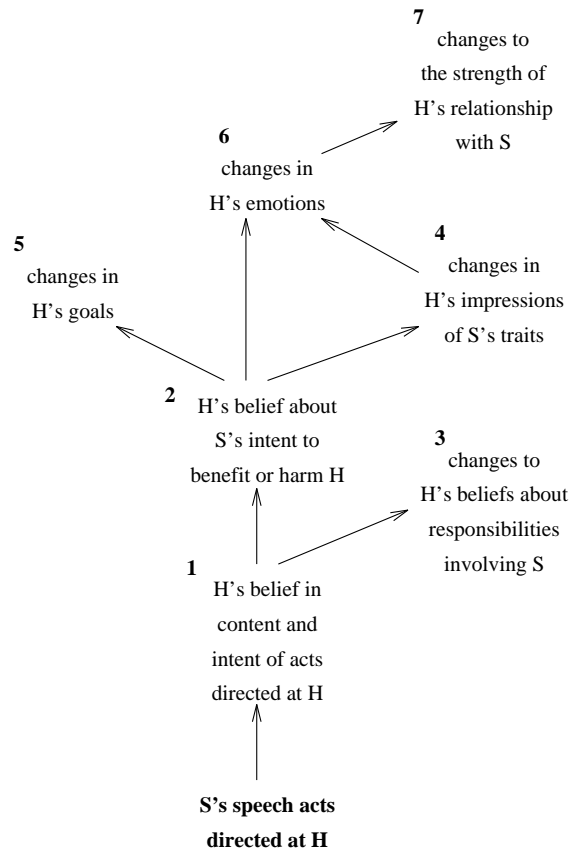 7
changes to
the strength of
H's relationship
with S
6
changes in
H's emotions
5
changes in
H's goals
4
changes in
H's impressions
of S's traits
2
H's belief about
S's intent to
benefit or harm H
3
changes to
H's beliefs about
responsibilities
involving S
1
H's belief in
content and
intent of acts
directed at H
S's speech acts
directed at H